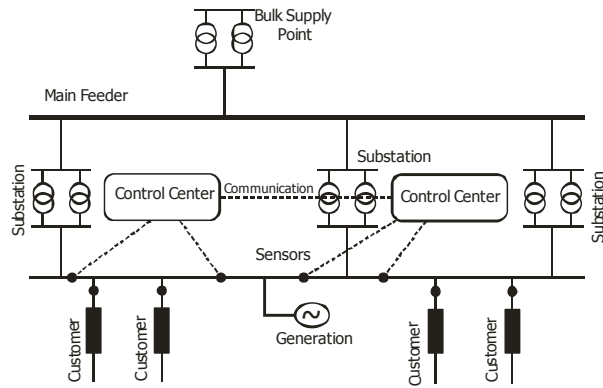 Bulk Supply
Point
Main Feeder
Substation
Substation
Control Center
Communication
Control Center
Substation
Sensors
Generation
Customer
Customer
Customer
Customer